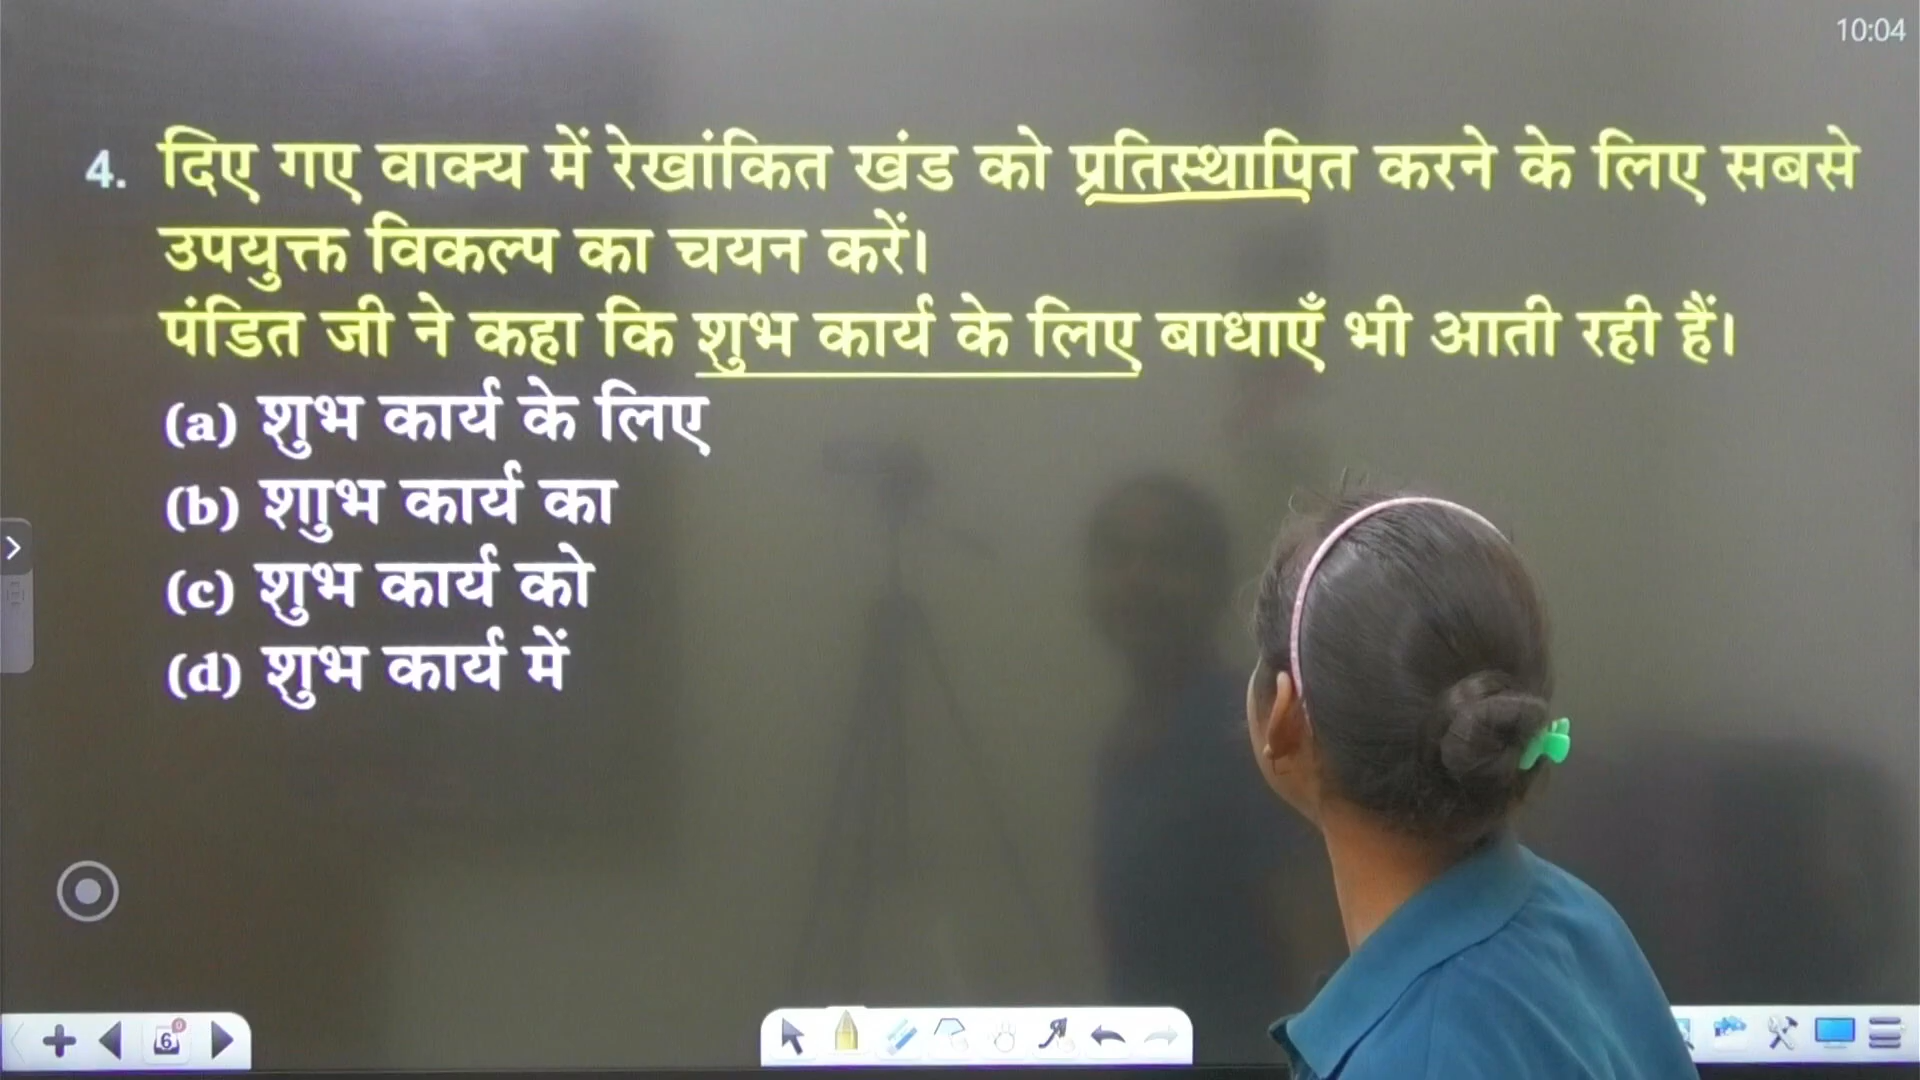 10:04
4. दिए गए वाक्य में रेखांकित खंड को प्रतिस्थापित करने के लिए सबसे
उपयुक्त विकल्प का चयन करें।
पंडित जी ने कहा कि शुभ कार्य के लिए बाधाएँ भी आती रही हैं।
(a) शुभ कार्य के लिए
(b) शाुभ कार्य का
(c) शुभ कार्य को
(d) शुभ कार्य में
6